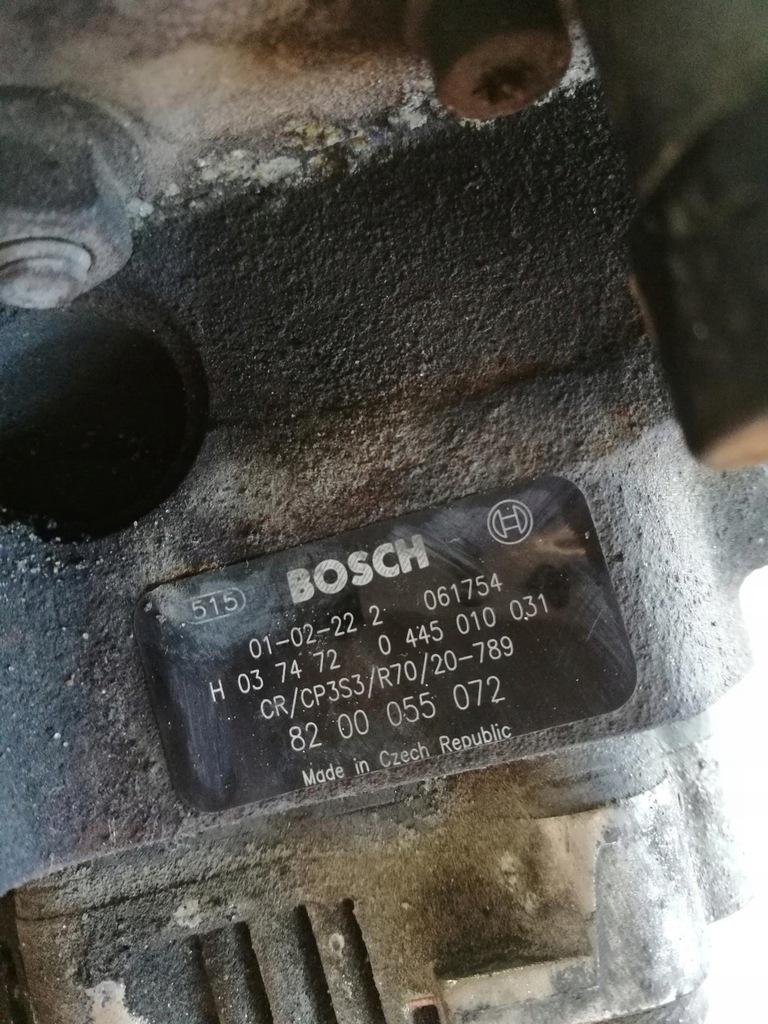 BOSCH
515
01-02-22 2 061754
H 03 74 72 0 445 010 031
CR/CP3S3/R70/20-789
82 00 055 072
Made in Czech Republic